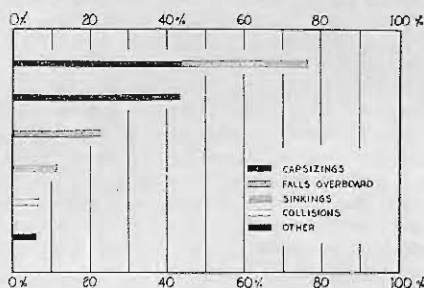 0% 20 40% 60 80% 100%
CAPSIZINGS
FALLS OVERBOARD
SINKINGS
COLLISIONS
OTHER
0% 20 40% 60 80% 100%